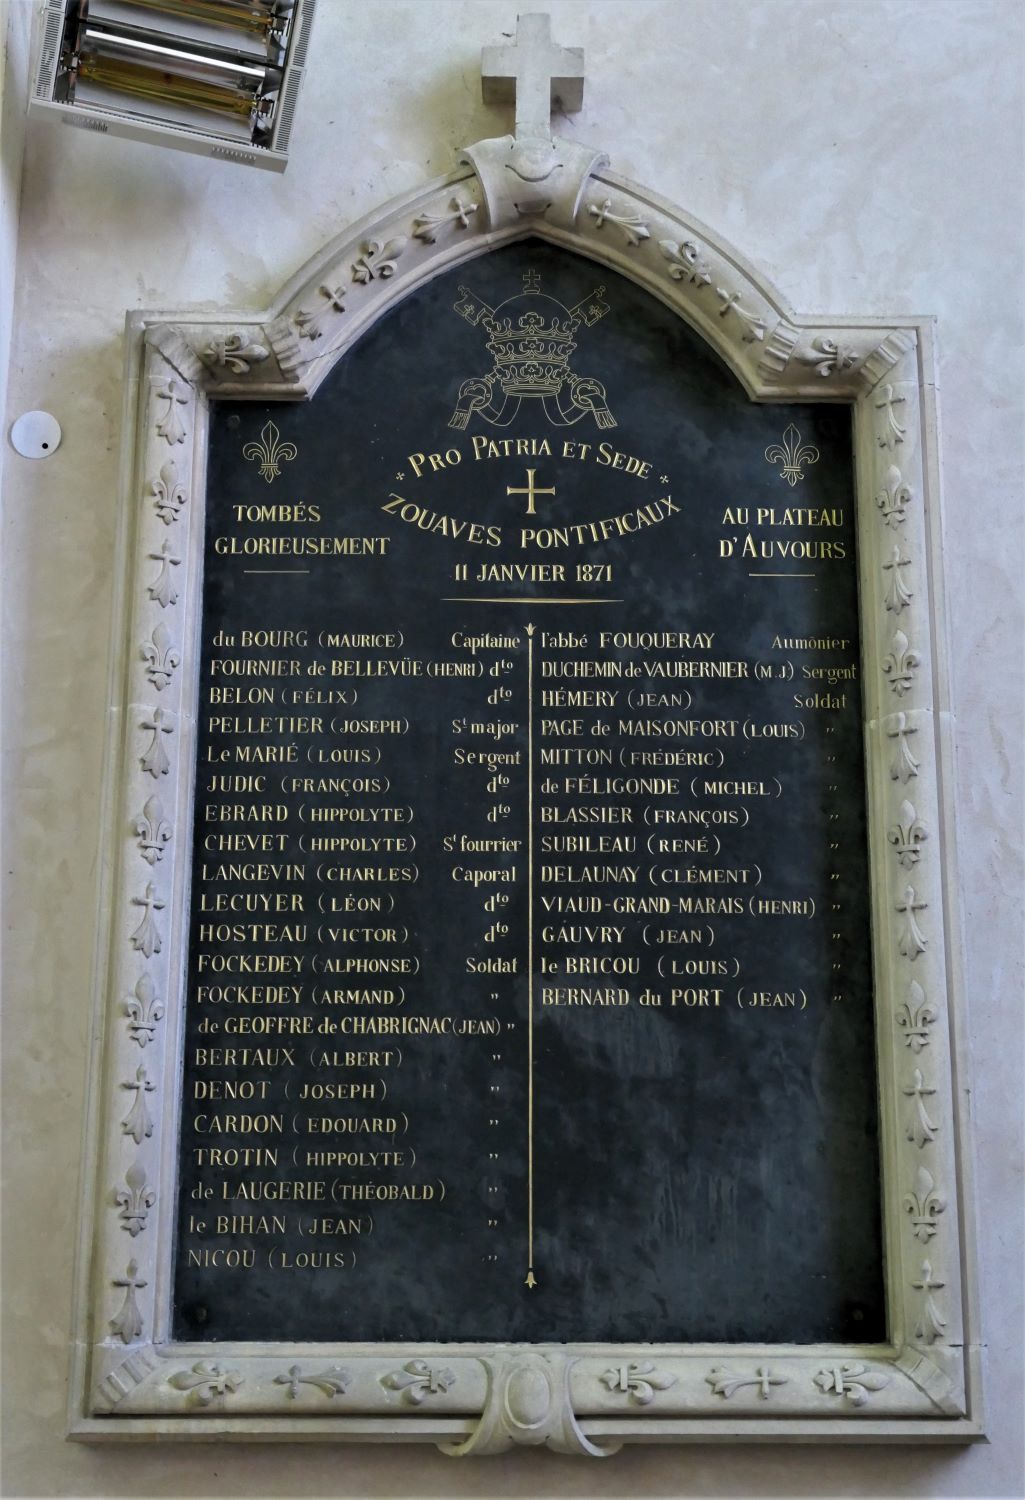 PRO PATRIA ET SEDE
TOMBÉS
GLORIEUSEMENT
ZOUAVES PONTIFICAUX
11 JANVIER 1871
AU PLATEAU
D'AUVOURS
du BOURG (MAURICE) Capitaine
FOURNIER de BELLEVÜE (HENRI) dto
BELON (FÉLIX) dto
PELLETIER (JOSEPH) St major
Le MARIÉ (LOUIS) Sergent
JUDIC (FRANÇOIS) dto
EBRARD (HIPPOLYTE) dto
CHEVET (HIPPOLYTE) St fourrier
LANGEVIN (CHARLES) Caporal
LECUYER (LÉON) dto
HOSTEAU (VICTOR) dto
FOCKEDEY (ALPHONSE) Soldat
FOCKEDEY (ARMAND) "
de GEOFFRE de CHABRIGNAC (JEAN) "
BERTAUX (ALBERT) "
DENOT (JOSEPH) "
CARDON (EDOUARD) "
TROTIN (HIPPOLYTE) "
de LAUGERIE (THÉOBALD) "
le BIHAN (JEAN) "
NICOU (LOUIS) "
l'abbé FOUQUERAY Aumônier
DUCHEMIN de VAUBERNIER (M.J) Sergent
HÉMERY (JEAN) Soldat
PAGE de MAISONFORT (LOUIS) "
MITTON (FRÉDÉRIC) "
de FÉLIGONDE (MICHEL) "
BLASSIER (FRANÇOIS) "
SUBILEAU (RENÉ) "
DELAUNAY (CLÉMENT) "
VIAUD-GRAND-MARAIS (HENRI) "
GAUVRY (JEAN) "
le BRICOU (LOUIS) "
BERNARD du PORT (JEAN) "